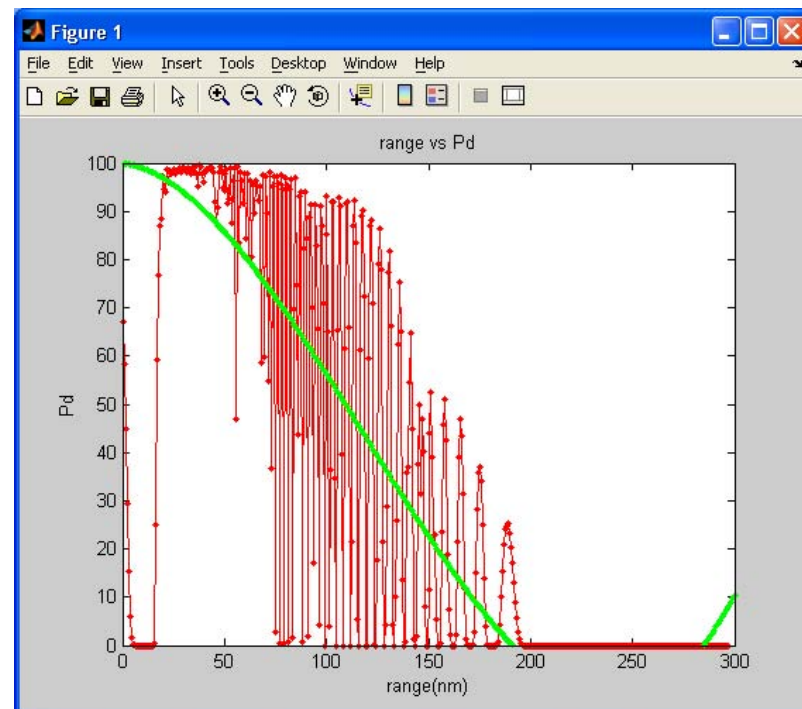 Figure 1
File Edit View Insert Tools Desktop Window Help
range vs Pd
100
90
80
70
60
50
40
30
20
10
0
Pd
0 50 100 150 200 250 300
range(nm)